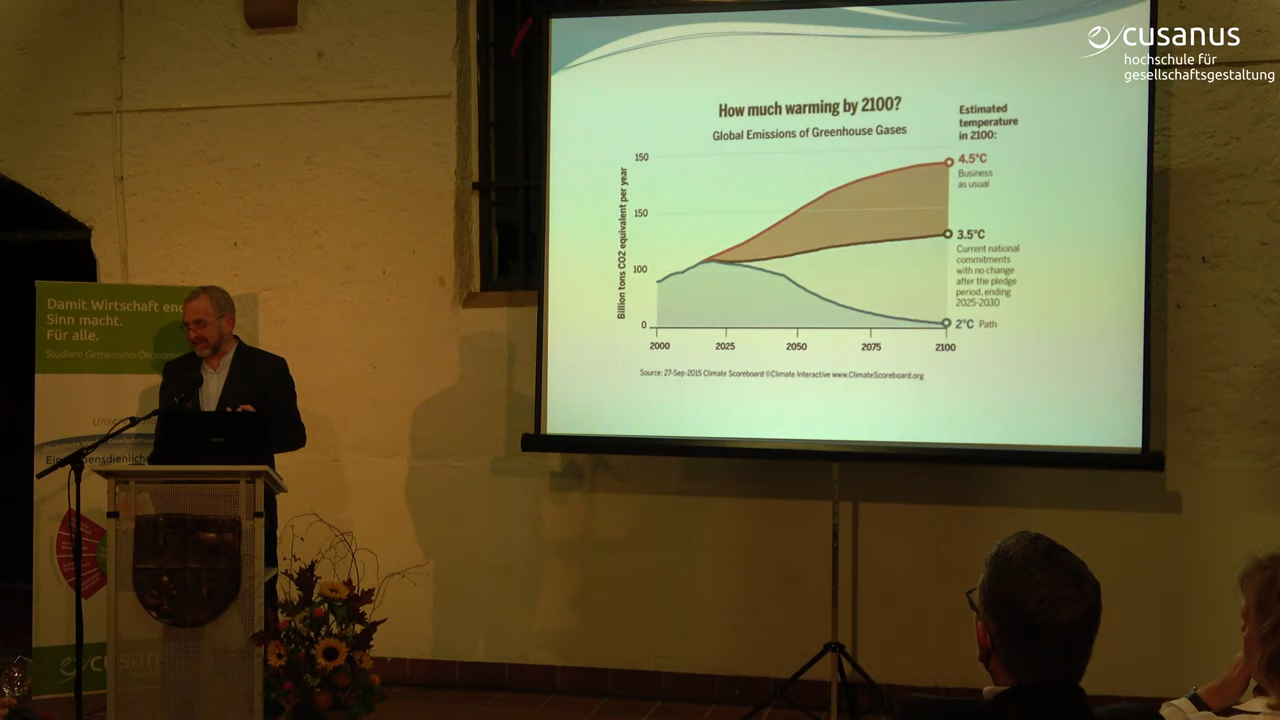 cusanus
hochschule für
gesellschaftsgestaltung
How much warming by 2100?
Global Emissions of Greenhouse Gases
Estimated
temperature
in 2100:
Billion tons CO2 equivalent per year
150
150
100
0
2000
2025
2050
2075
2100
4.5°C
Business
as usual
3.5°C
Current national
commitments
with no change
after the pledge
period, ending
2025-2030
2°C Path
Source: 27-Sep-2015 Climate Scoreboard ©Climate Interactive www.ClimateScoreboard.org
Damit Wirtschaft
Sinn macht.
Für alle.
Studiere Gemeinsinn-Ökonomie